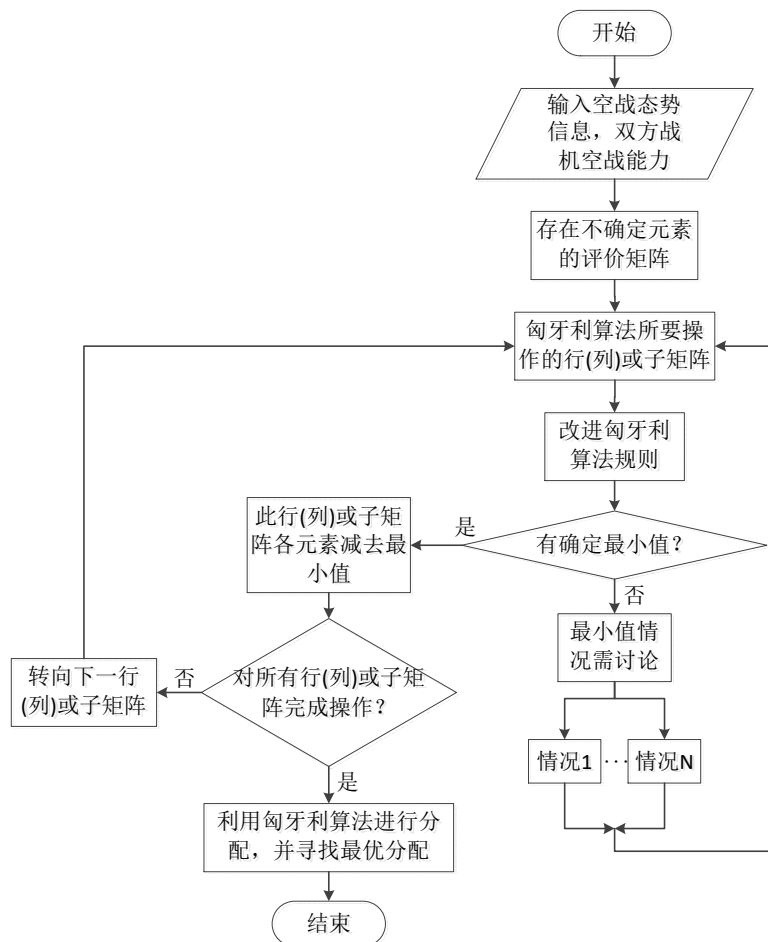 开始
输入空战态势
信息，双方战
机空战能力
存在不确定元素
的评价矩阵
匈牙利算法所要操
作的行(列)或子矩阵
改进匈牙利
算法规则
有确定最小值？
是
此行(列)或子矩
阵各元素减去最
小值
否
最小值情
况需讨论
对所有行(列)或子矩
阵完成操作？
否
转向下一行
(列)或子矩阵
情况1
···
情况N
是
利用匈牙利算法进行分
配，并寻找最优分配
结束